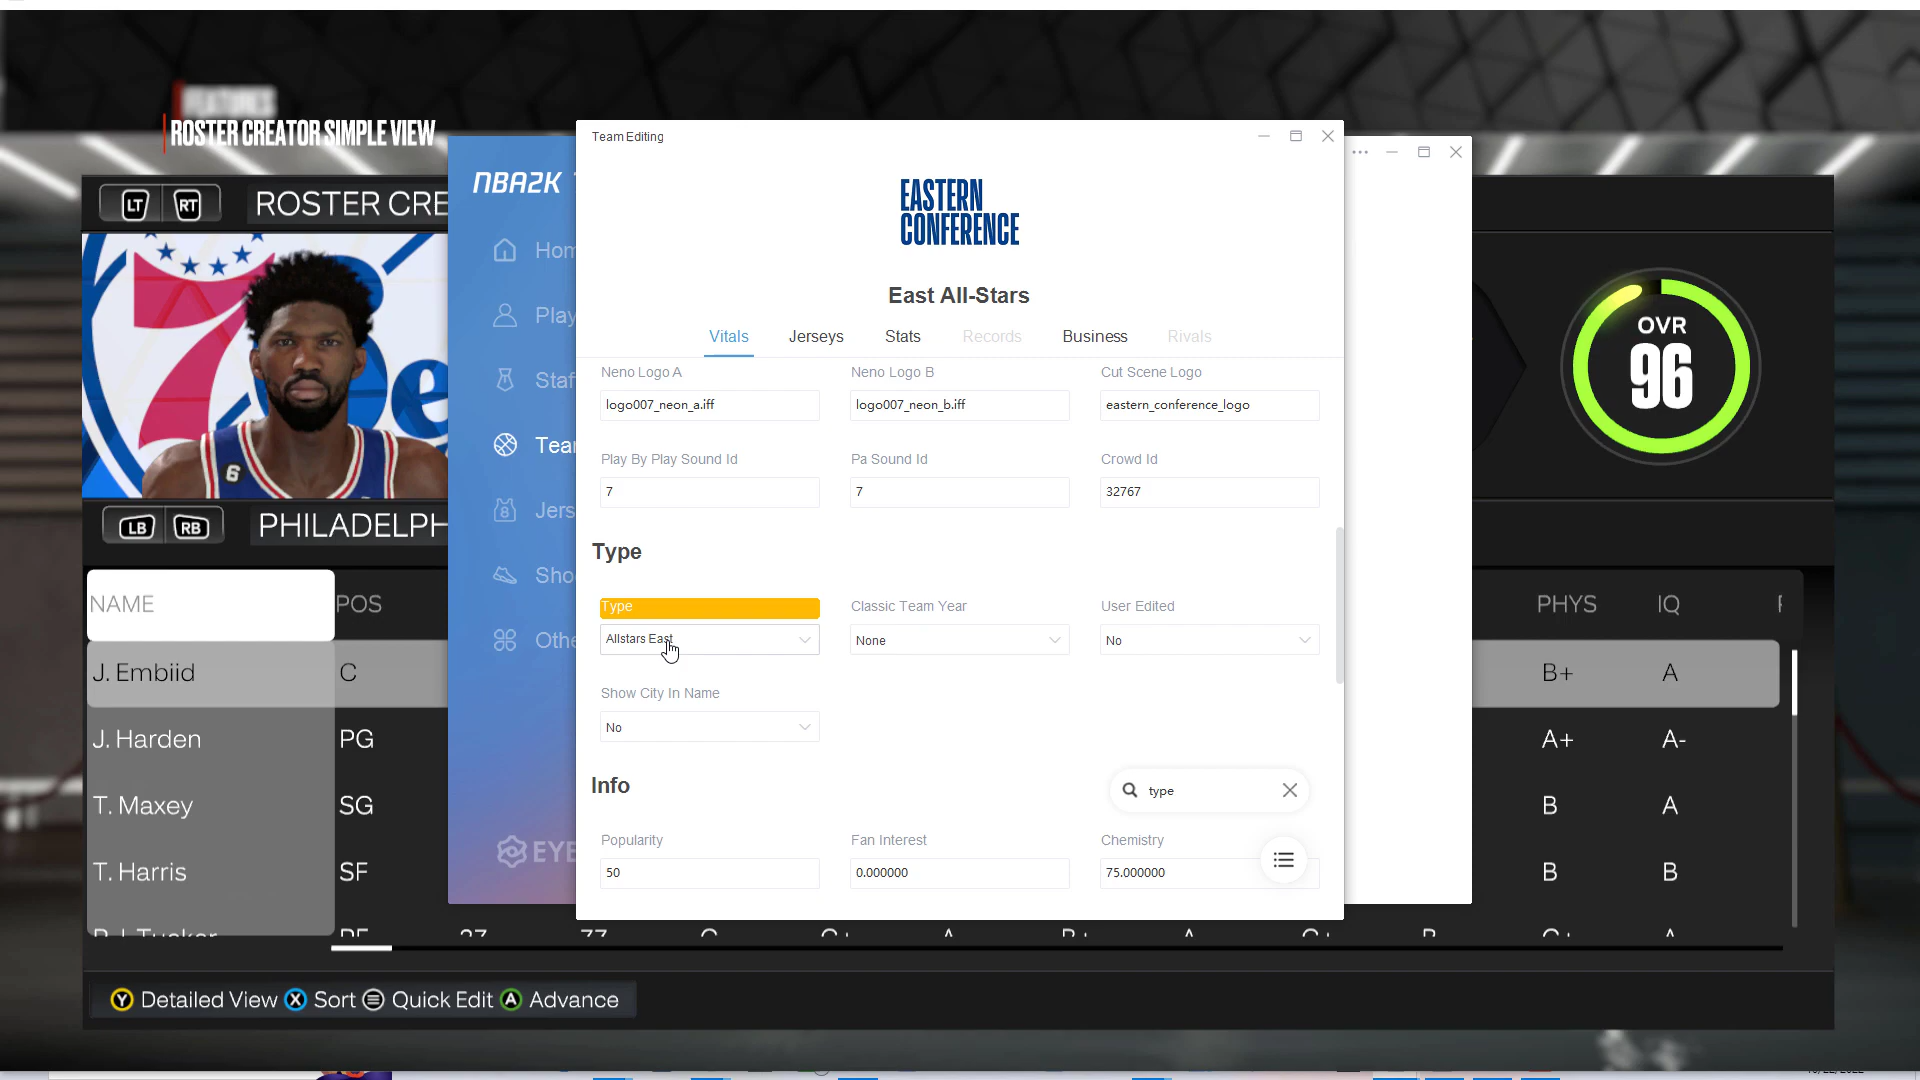 FEATURES
ROSTER CREATOR SIMPLE VIEW
LT RT ROSTER CRE
NBA2K
Team Editing
EASTERN
CONFERENCE
East All-Stars
Vitals Jerseys Stats Records Business Rivals
Hom
Play
Staf
Tea
Jers
Sho
Othe
EYE
Neno Logo A Neno Logo B Cut Scene Logo
logo007_neon_a.iff logo007_neon_b.iff eastern_conference_logo
Play By Play Sound Id Pa Sound Id Crowd Id
7 7 32767
Type
Type Classic Team Year User Edited
Allstars East None No
Show City In Name
No
Info
type
Popularity Fan Interest Chemistry
50 0.000000 75.000000
OVR
96
6
LB RB PHILADELPH
NAME POS PHYS IQ
J. Embiid C B+ A
J. Harden PG A+ A-
T. Maxey SG B A
T. Harris SF B B
Y Detailed View X Sort Quick Edit A Advance